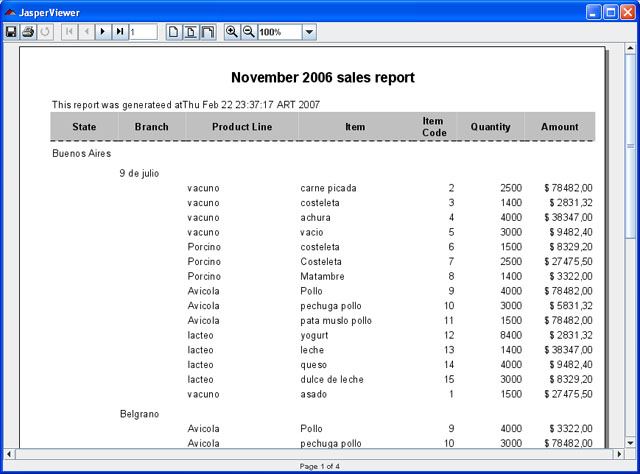 JasperViewer
1
100%
November 2006 sales report
This report was generateed atThu Feb 22 23:37:17 ART 2007
State Branch Product Line Item Item Code Quantity Amount
Buenos Aires
9 de julio
vacuno carne picada 2 2500 $ 78482,00
vacuno costeleta 3 1400 $ 2831,32
vacuno achura 4 4000 $ 38347,00
vacuno vacio 5 3000 $ 9482,40
Porcino costeleta 6 1500 $ 8329,20
Porcino Costeleta 7 2500 $ 27475,50
Porcino Matambre 8 1400 $ 3322,00
Avicola Pollo 9 4000 $ 78482,00
Avicola pechuga pollo 10 3000 $ 5831,32
Avicola pata muslo pollo 11 1500 $ 78482,00
lacteo yogurt 12 8400 $ 2831,32
lacteo leche 13 1400 $ 38347,00
lacteo queso 14 4000 $ 9482,40
lacteo dulce de leche 15 3000 $ 8329,20
vacuno asado 1 1500 $ 27475,50
Belgrano
Avicola Pollo 9 4000 $ 3322,00
Avicola pechuga pollo 10 3000 $ 78482,00
Page 1 of 4